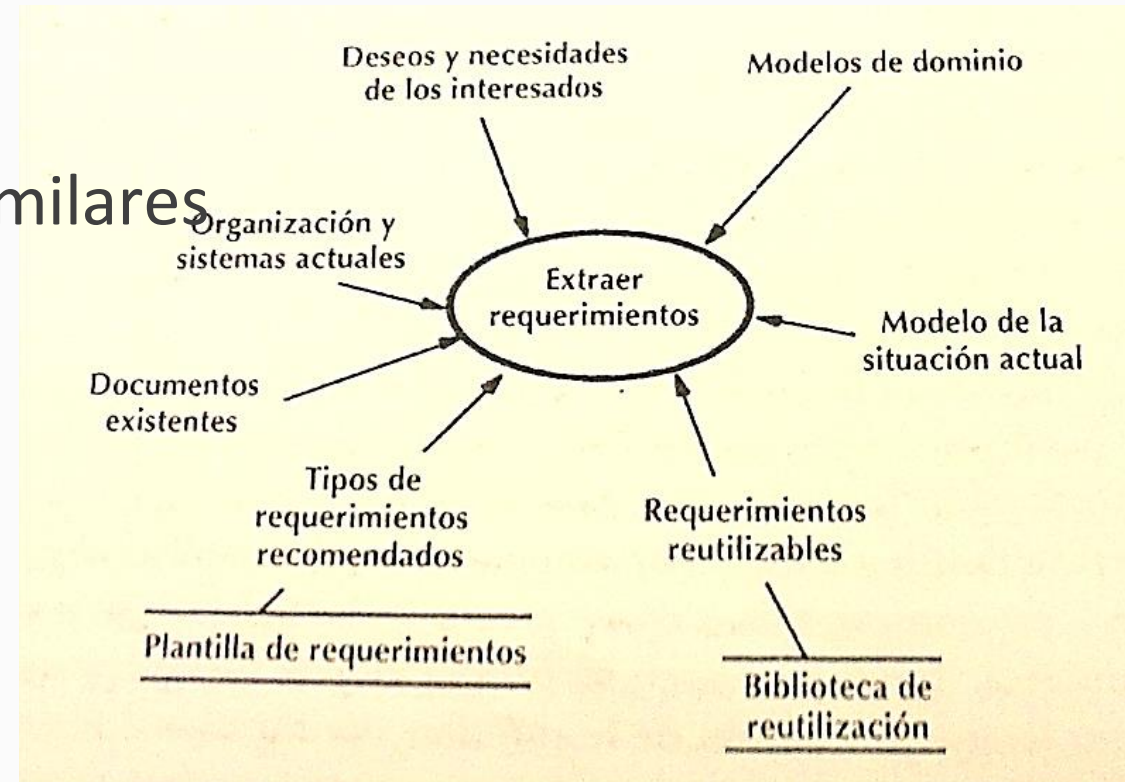 Deseos y necesidades
de los interesados
Modelos de dominio
milares
Organización y
sistemas actuales
Extraer
requerimientos
Modelo de la
situación actual
Documentos
existentes
Tipos de
requerimientos
recomendados
Requerimientos
reutilizables
Plantilla de requerimientos
Biblioteca de
reutilización